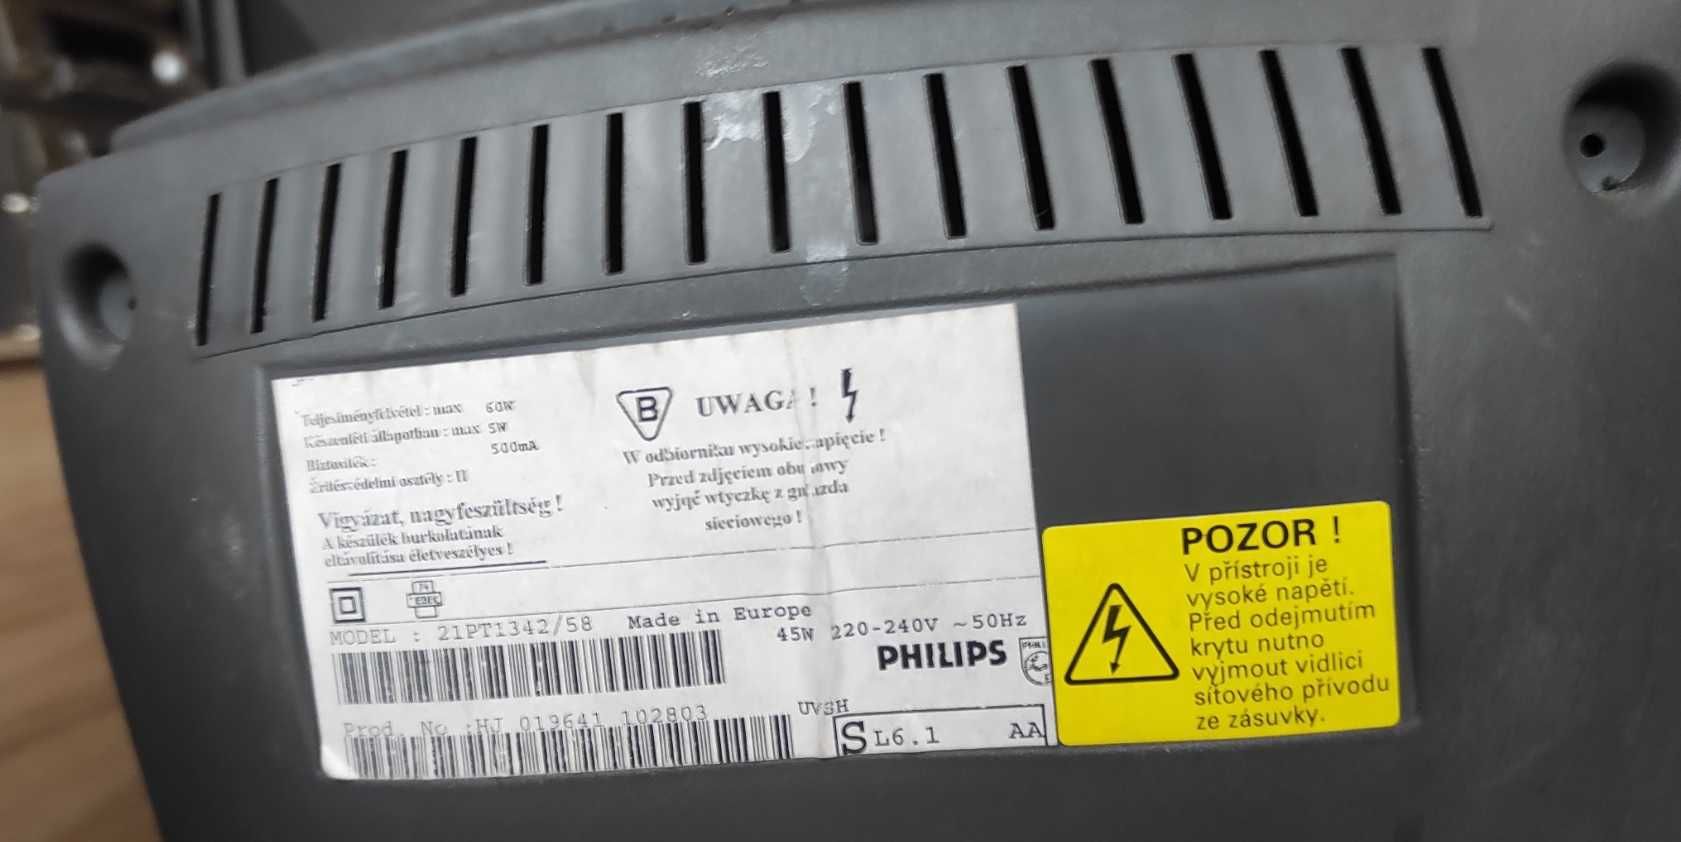 Teljesítményfelvétel : max 60W
Készenléti állapotban : max 5W
Biztosíték : 500mA
Érintésvédelmi osztály : II
Vigyázat, nagyfeszültség !
A készülék burkolatának
eltávolítása életveszélyes !
B UWAGA !
W odbiorniku wysokie napięcie !
Przed zdjęciem obudowy
wyjąć wtyczkę z gniazda
sieciowego !
MODEL : 21PT1342/58 Made in Europe
45W 220-240V ~50Hz
PHILIPS
Prod. No :HJ 019641 102803
UVSH
S L6.1 AA
POZOR !
V přístroji je
vysoké napětí.
Před odejmutím
krytu nutno
vyjmout vidlici
síťového přívodu
ze zásuvky.